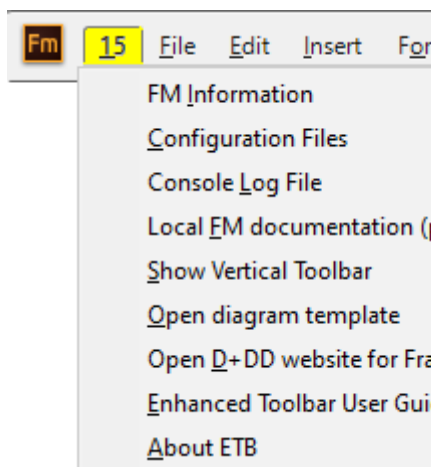 Fm 15 File Edit Insert
FM Information
Configuration Files
Console Log File
Local FM documentation
Show Vertical Toolbar
Open diagram template
Open D+DD website for
Enhanced Toolbar User
About ETB